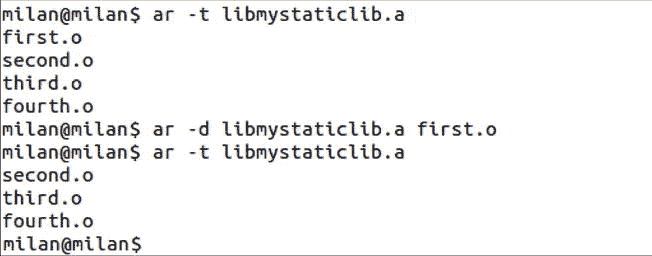 milan@milan$ ar -t libmystaticlib.a
first.o
second.o
third.o
fourth.o
milan@milan$ ar -d libmystaticlib.a first.o
milan@milan$ ar -t libmystaticlib.a
second.o
third.o
fourth.o
milan@milan$